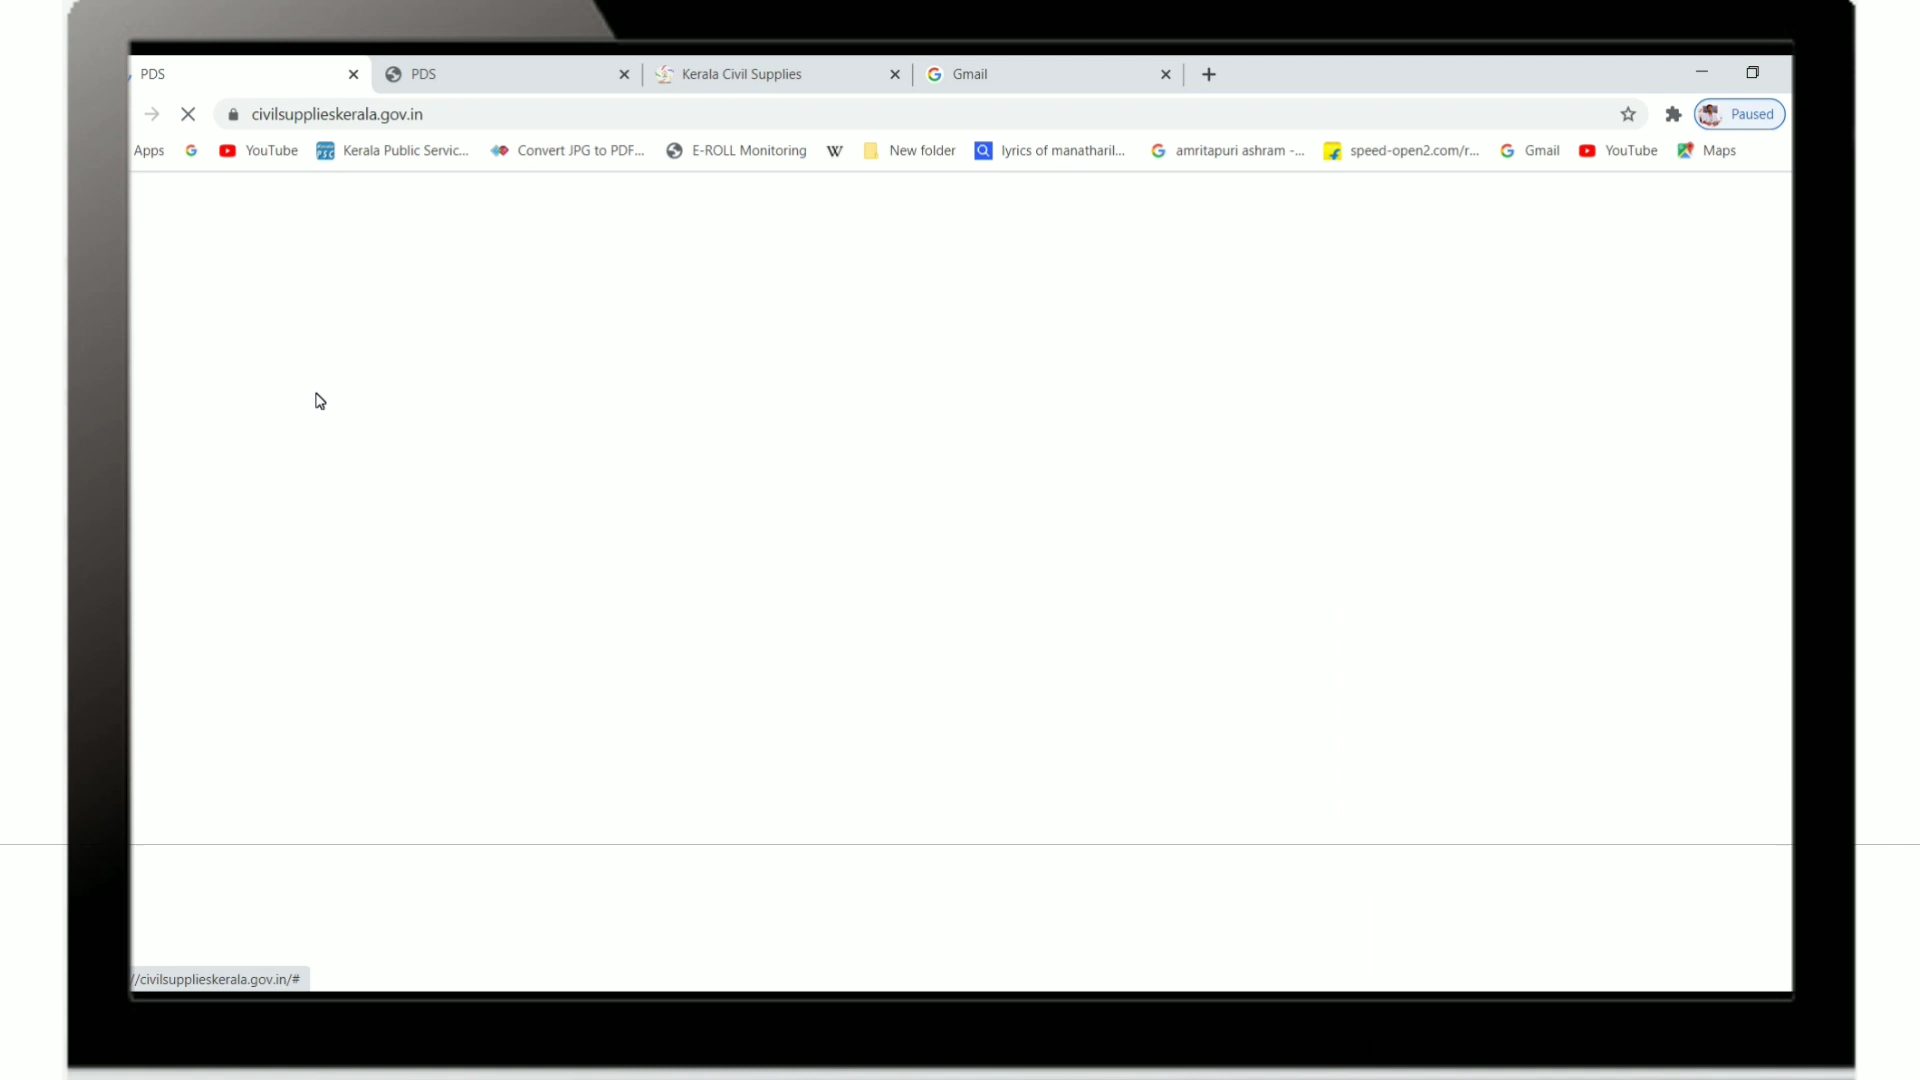 PDS PDS Kerala Civil Supplies Gmail
civilsupplieskerala.gov.in Paused
Apps YouTube Kerala Public Servic... Convert JPG to PDF... E-ROLL Monitoring W New folder lyrics of manatharil... amritapuri ashram -... speed-open2.com/r... Gmail YouTube Maps
//civilsupplieskerala.gov.in/#